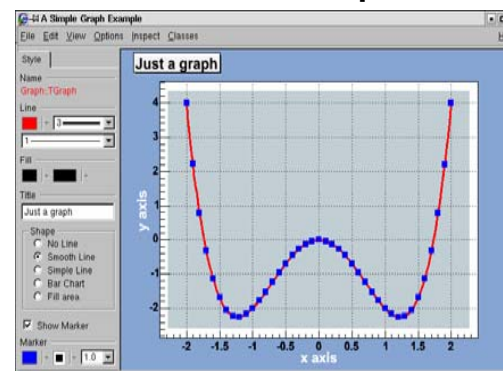 A Simple Graph Example
File Edit View Options Inspect Classes
Style
Name
Graph::TGraph
Line
3
1
Fill
Title
Just a graph
Shape
No Line
Smooth Line
Simple Line
Bar Chart
Fill area
Show Marker
Marker
1.0
Just a graph
4
3
2
1
0
-1
-2
y axis
-2 -1.5 -1 -0.5 0 0.5 1 1.5 2
x axis